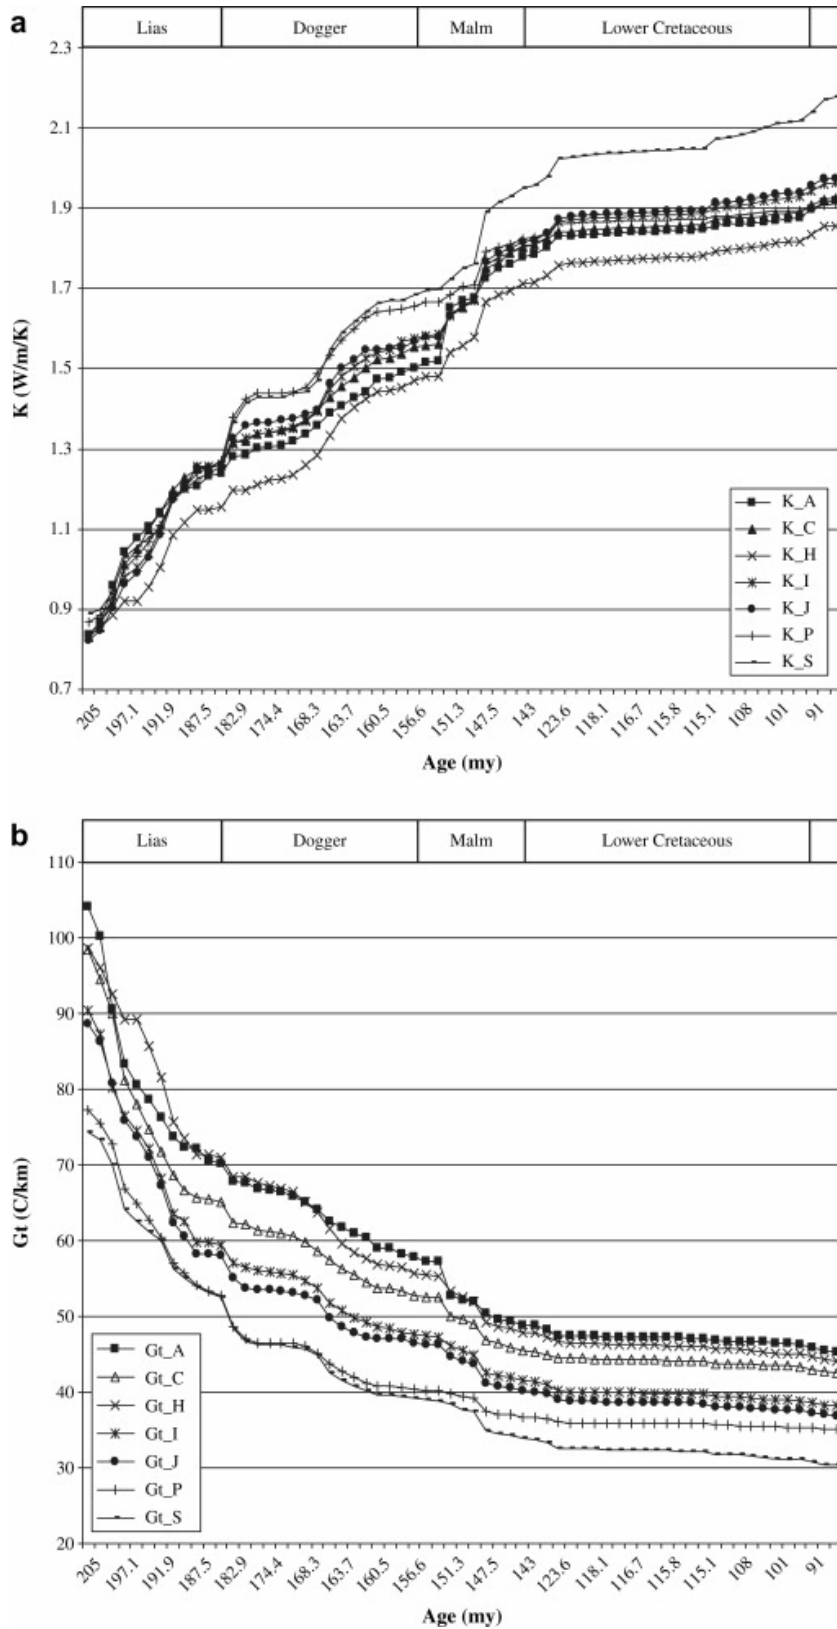 a
Lias Dogger Malm Lower Cretaceous
2.3
2.1
1.9
1.7
1.5
1.3
1.1
0.9
0.7
K (W/m/K)
K_A
K_C
K_H
K_I
K_J
K_P
K_S
205 197.1 191.9 187.5 182.9 174.4 168.3 163.7 160.5 156.6 151.3 147.5 143 123.6 118.1 116.7 115.8 115.1 108 101 91
Age (my)
b
Lias Dogger Malm Lower Cretaceous
110
100
90
80
70
60
50
40
30
20
Gt (C/km)
Gt_A
Gt_C
Gt_H
Gt_I
Gt_J
Gt_P
Gt_S
205 197.1 191.9 187.5 182.9 174.4 168.3 163.7 160.5 156.6 151.3 147.5 143 123.6 118.1 116.7 115.8 115.1 108 101 91
Age (my)